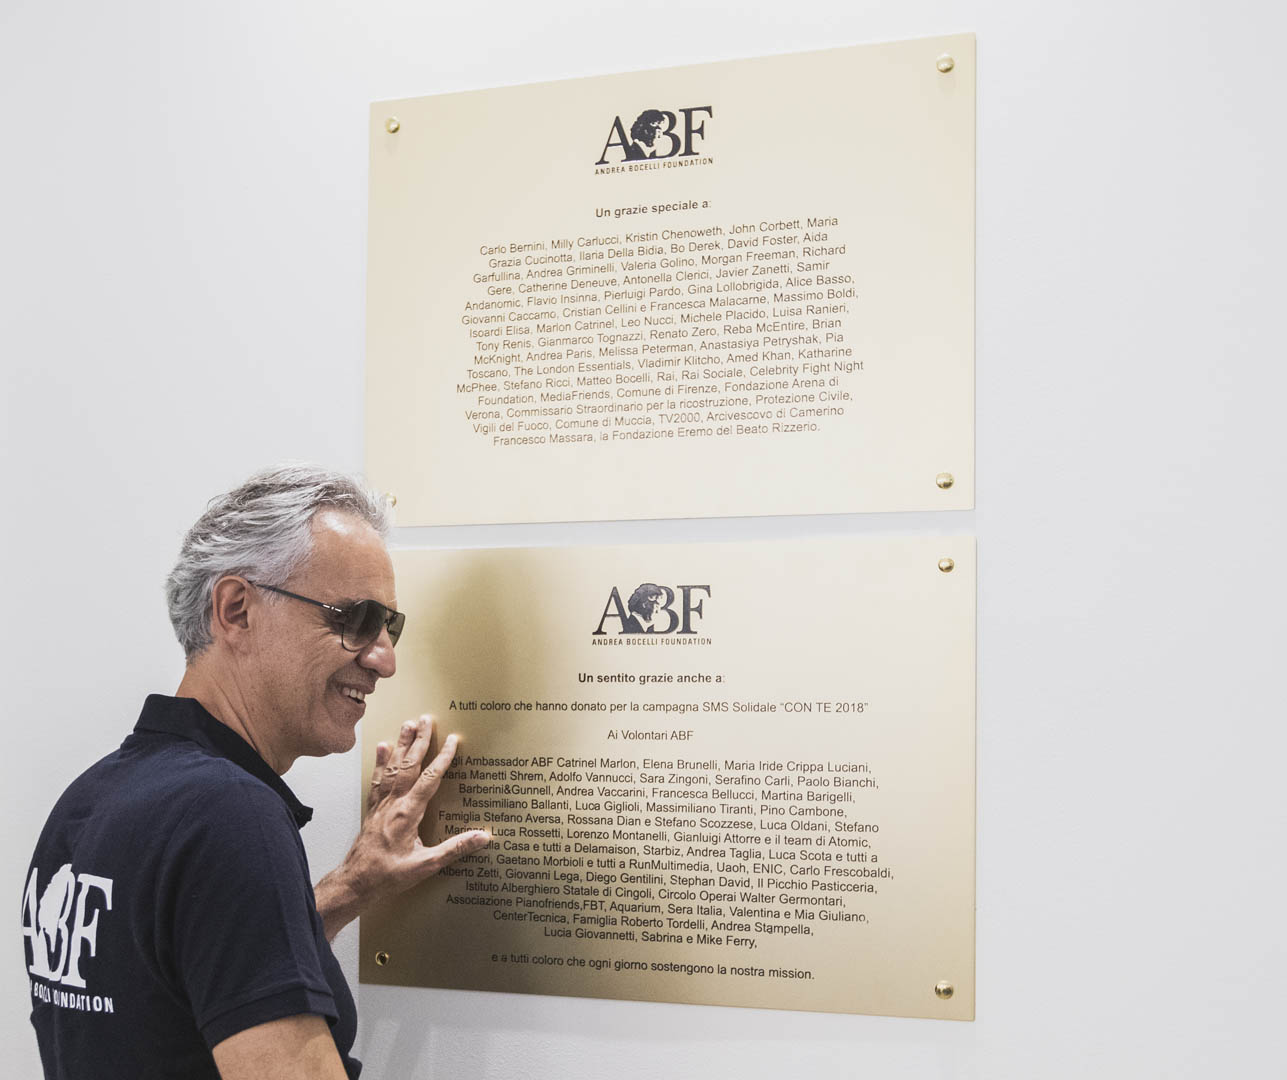 ABF
ANDREA BOCELLI FOUNDATION
Un grazie speciale a:
Carlo Bernini, Milly Carlucci, Kristin Chenoweth, John Corbett, Maria
Grazia Cucinotta, Ilaria Della Bidia, Bo Derek, David Foster, Aida
Garfullina, Andrea Griminelli, Valeria Golino, Morgan Freeman, Richard
Gere, Catherine Deneuve, Antonella Clerici, Javier Zanetti, Samir
Andanomic, Flavio Insinna, Pierluigi Pardo, Gina Lollobrigida, Alice Basso,
Giovanni Caccamo, Cristian Cellini e Francesca Malacarne, Massimo Boldi,
Isoardi Elisa, Marlon Catrinel, Leo Nucci, Michele Placido, Luisa Ranieri,
Tony Renis, Gianmarco Tognazzi, Renato Zero, Reba McEntire, Brian
McKnight, Andrea Paris, Melissa Peterman, Anastasiya Petryshak, Pia
Toscano, The London Essentials, Vladimir Klitcho, Amed Khan, Katharine
McPhee, Stefano Ricci, Matteo Bocelli, Rai, Rai Sociale, Celebrity Fight Night
Foundation, MediaFriends, Comune di Firenze, Fondazione Arena di
Verona, Commissario Straordinario per la ricostruzione, Protezione Civile,
Vigili del Fuoco, Comune di Muccia, TV2000, Arcivescovo di Camerino
Francesco Massara, la Fondazione Eremo del Beato Rizzerio.
ABF
ANDREA BOCELLI FOUNDATION
Un sentito grazie anche a:
A tutti coloro che hanno donato per la campagna SMS Solidale “CON TE 2018”
Ai Volontari ABF
gli Ambassador ABF Catrinel Marlon, Elena Brunelli, Maria Iride Crippa Luciani,
Maria Manetti Shrem, Adolfo Vannucci, Sara Zingoni, Serafino Carli, Paolo Bianchi,
Barberini&Gunnell, Andrea Vaccarini, Francesca Bellucci, Martina Barigelli,
Massimiliano Ballanti, Luca Giglioli, Massimiliano Tiranti, Pino Cambone,
Famiglia Stefano Aversa, Rossana Dian e Stefano Scozzese, Luca Oldani, Stefano
Luca Rossetti, Lorenzo Montanelli, Gianluigi Attorre e il team di Atomic,
Casa e tutti a Delamaison, Starbiz, Andrea Taglia, Luca Scota e tutti a
Gaetano Morbioli e tutti a RunMultimedia, Uaoh, ENIC, Carlo Frescobaldi,
Alberto Zetti, Giovanni Lega, Diego Gentilini, Stephan David, Il Picchio Pasticceria,
Istituto Alberghiero Statale di Cingoli, Circolo Operai Walter Germontari,
Associazione Pianofriends,FBT, Aquarium, Sera Italia, Valentina e Mia Giuliano,
CenterTecnica, Famiglia Roberto Tordelli, Andrea Stampella,
Lucia Giovannetti, Sabrina e Mike Ferry,
e a tutti coloro che ogni giorno sostengono la nostra mission.
ABF
BOCELLI FOUNDATION